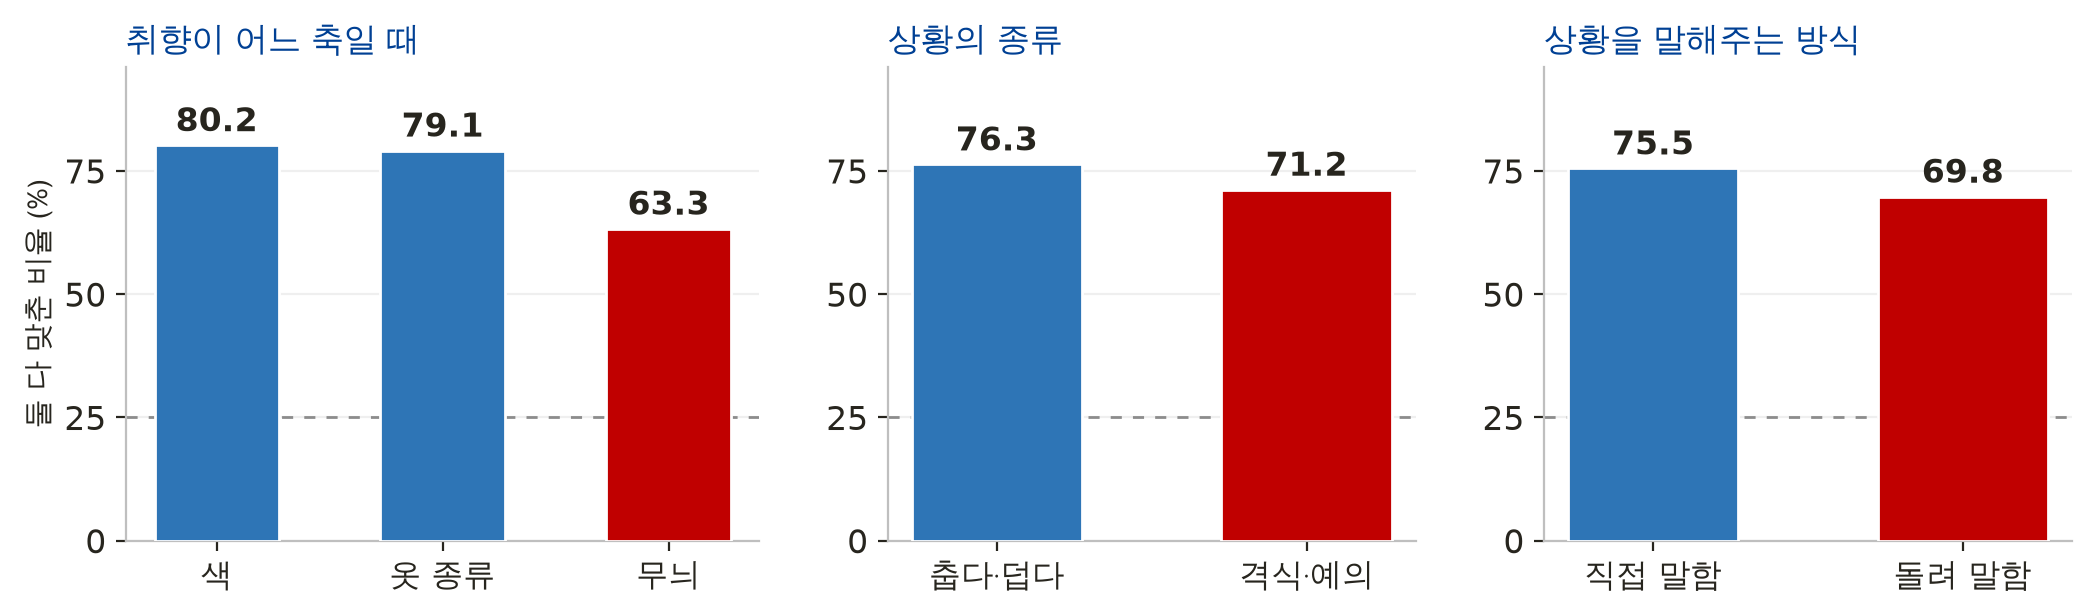 취향이 어느 축일 때
둘 다 맞춘 비율 (%)
75
50
25
0
80.2
79.1
63.3
색
옷 종류
무늬
상황의 종류
75
50
25
0
76.3
71.2
춥다·덥다
격식·예의
상황을 말해주는 방식
75
50
25
0
75.5
69.8
직접 말함
돌려 말함